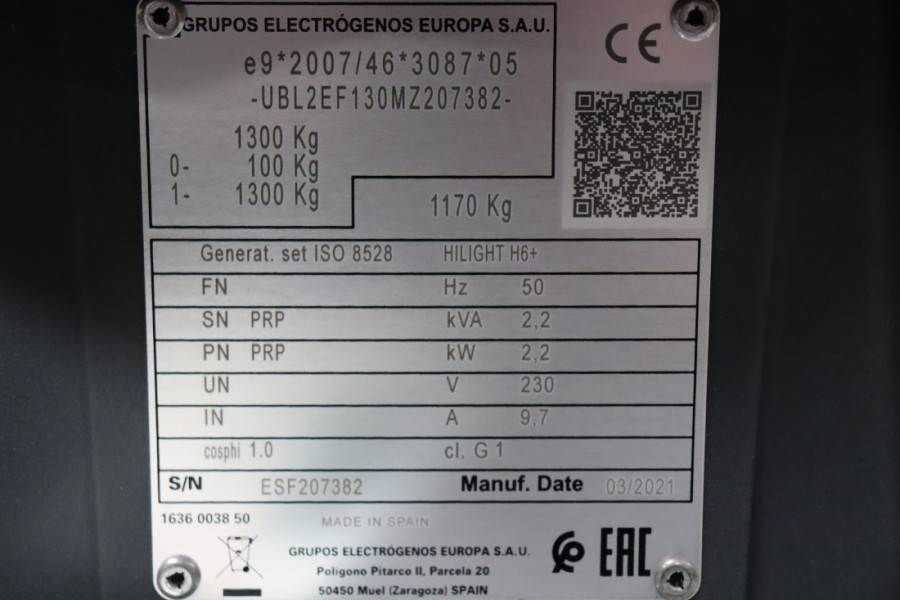 GRUPOS ELECTRÓGENOS EUROPA S.A.U.
CE
e9*2007/46*3087*05
-UBL2EF130MZ207382-
1300 Kg
0- 100 Kg
1- 1300 Kg
1170 Kg
Generat. set ISO 8528 HILIGHT H6+
FN Hz 50
SN PRP kVA 2,2
PN PRP kW 2,2
UN V 230
IN A 9,7
cosphi 1.0 cl. G 1
S/N ESF207382 Manuf. Date 03/2021
1636 0038 50 MADE IN SPAIN
GRUPOS ELECTRÓGENOS EUROPA S.A.U.
Polígono Pitarco II, Parcela 20
50450 Muel (Zaragoza) SPAIN
EAC